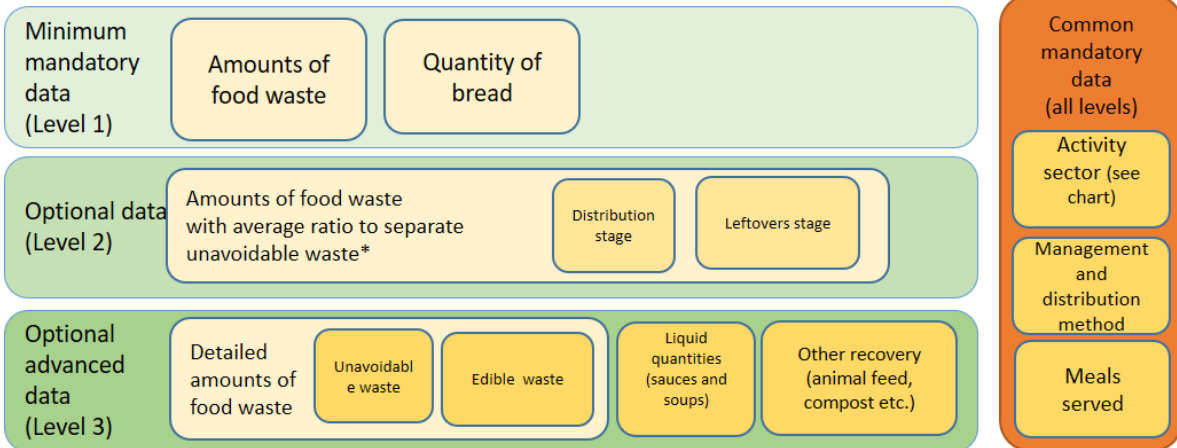 Minimum
mandatory
data
(Level 1)
Amounts of
food waste
Quantity of
bread
Optional data
(Level 2)
Amounts of food waste
with average ratio to separate
unavoidable waste*
Distribution
stage
Leftovers stage
Optional
advanced
data
(Level 3)
Detailed
amounts of
food waste
Unavoidabl
e waste
Edible waste
Liquid
quantities
(sauces and
soups)
Other recovery
(animal feed,
compost etc.)
Common
mandatory
data
(all levels)
Activity
sector (see
chart)
Management
and
distribution
method
Meals
served